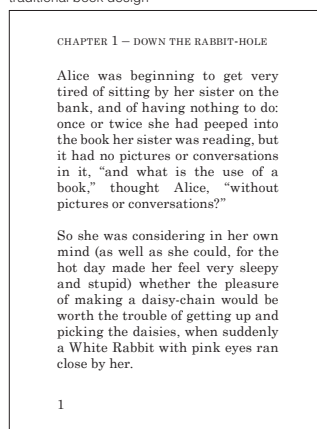 traditional book design
CHAPTER 1 – DOWN THE RABBIT-HOLE
Alice was beginning to get very
tired of sitting by her sister on the
bank, and of having nothing to do:
once or twice she had peeped into
the book her sister was reading, but
it had no pictures or conversations
in it, “and what is the use of a
book,” thought Alice, “without
pictures or conversations?”
So she was considering in her own
mind (as well as she could, for the
hot day made her feel very sleepy
and stupid) whether the pleasure
of making a daisy-chain would be
worth the trouble of getting up and
picking the daisies, when suddenly
a White Rabbit with pink eyes ran
close by her.
1